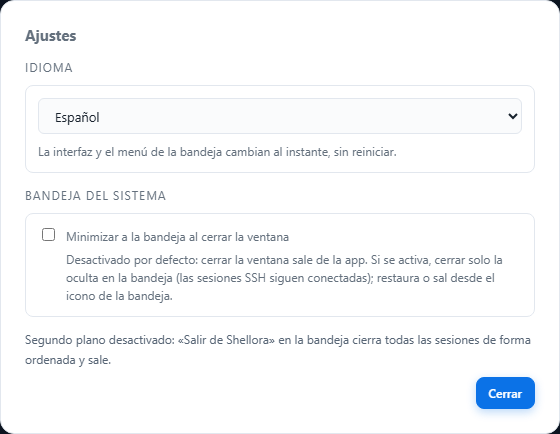 Ajustes
IDIOMA
Español
La interfaz y el menú de la bandeja cambian al instante, sin reiniciar.
BANDEJA DEL SISTEMA
Minimizar a la bandeja al cerrar la ventana
Desactivado por defecto: cerrar la ventana sale de la app. Si se activa, cerrar solo la
oculta en la bandeja (las sesiones SSH siguen conectadas); restaura o sal desde el
icono de la bandeja.
Segundo plano desactivado: «Salir de Shellora» en la bandeja cierra todas las sesiones de forma
ordenada y sale.
Cerrar